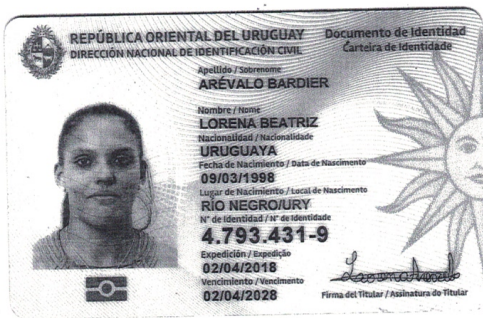 REPÚBLICA ORIENTAL DEL URUGUAY
DIRECCIÓN NACIONAL DE IDENTIFICACIÓN CIVIL
Documento de Identidad
Carteira de Identidade
Apellido / Sobrenome
ARÉVALO BARDIER
Nombre / Nome
LORENA BEATRIZ
Nacionalidad / Nacionalidade
URUGUAYA
Fecha de Nacimiento / Data de Nascimento
09/03/1998
Lugar de Nacimiento / Local de Nascimento
RÍO NEGRO/URY
N° de Identidad / N° de Identidade
4.793.431-9
Expedición / Expedição
02/04/2018
Vencimiento / Vencimento
02/04/2028
Firma del Titular / Assinatura do Titular